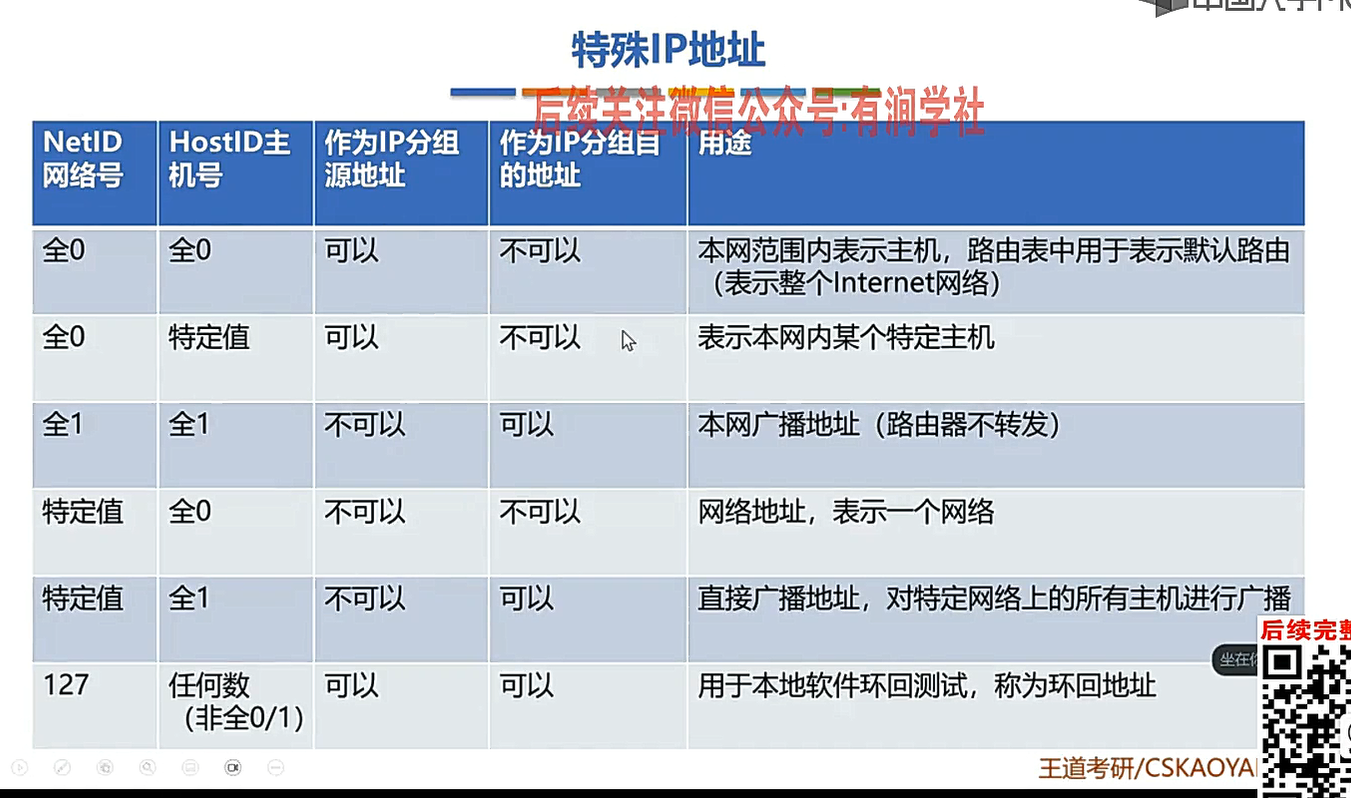 特殊IP地址
后续关注微信公众号:有涧学社
NetID
网络号
HostID主
机号
作为IP分组
源地址
作为IP分组目
的地址
用途
全0
全0
可以
不可以
本网范围内表示主机，路由表中用于表示默认路由
（表示整个Internet网络）
全0
特定值
可以
不可以
表示本网内某个特定主机
全1
全1
不可以
可以
本网广播地址（路由器不转发）
特定值
全0
不可以
不可以
网络地址，表示一个网络
特定值
全1
不可以
可以
直接广播地址，对特定网络上的所有主机进行广播
后续完整
坐在你
127
任何数
（非全0/1）
可以
可以
用于本地软件环回测试，称为环回地址
王道考研/CSKAOYA